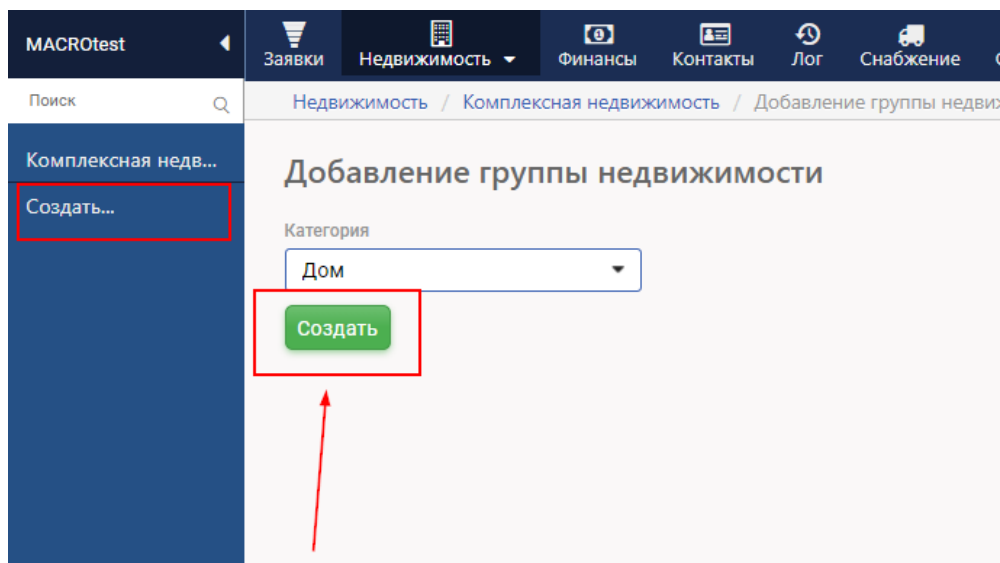 MACROtest
Заявки
Недвижимость
Финансы
Контакты
Лог
Снабжение
Поиск
Недвижимость / Комплексная недвижимость / Добавление группы
Комплексная недв...
Создать...
Добавление группы недвижимости
Категория
Дом
Создать